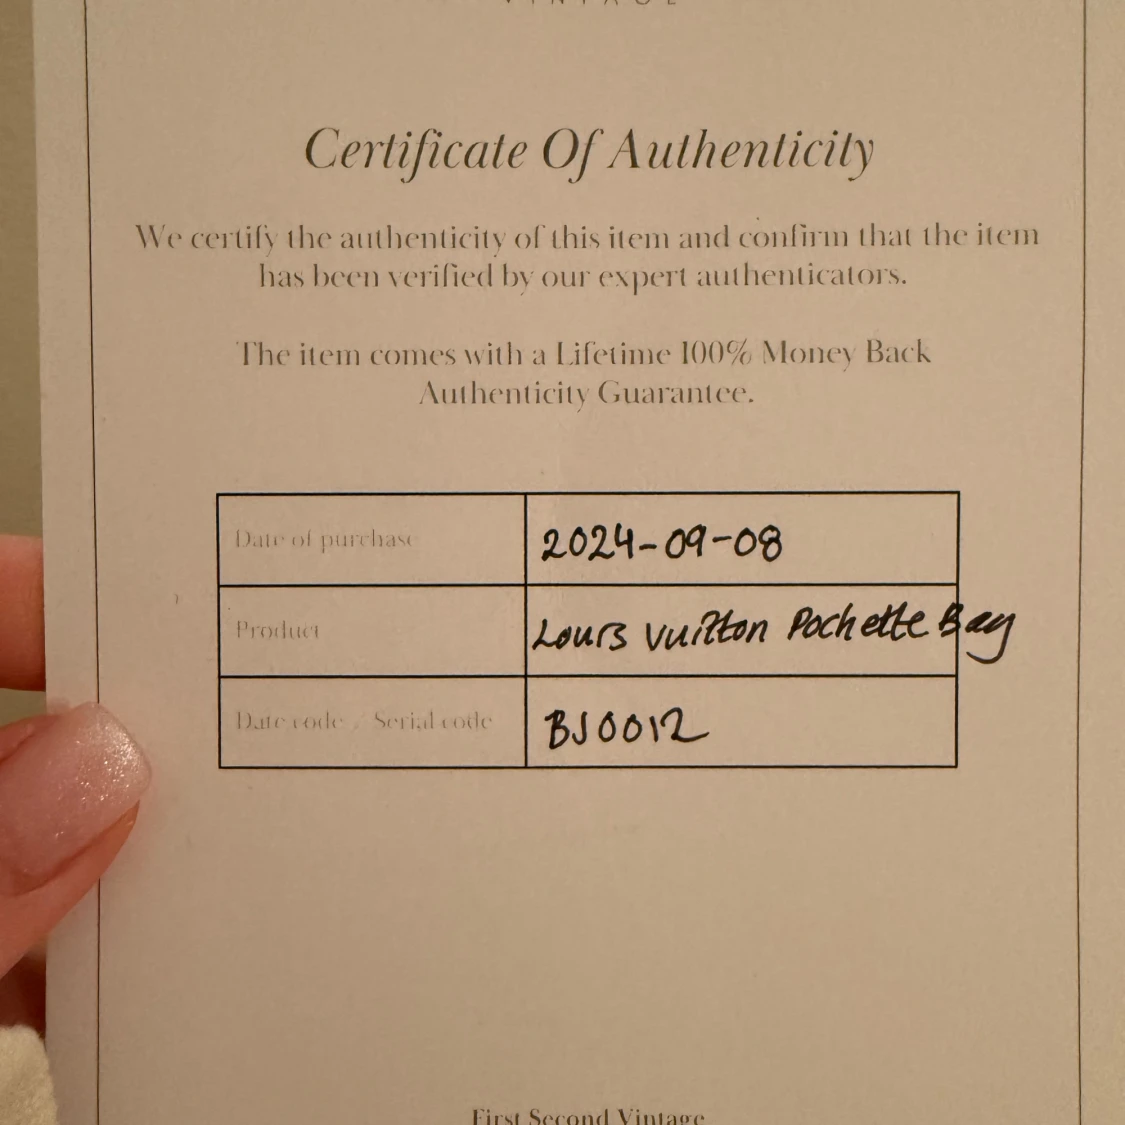 VINTAGE
Certificate Of Authenticity
We certify the authenticity of this item and confirm that the item
has been verified by our expert authenticators.
The item comes with a Lifetime 100% Money Back
Authenticity Guarantee.
Date of purchase 2024-09-08
Product Louis Vuitton Pochette Bag
Date code / Serial code BJ0012
First Second Vintage